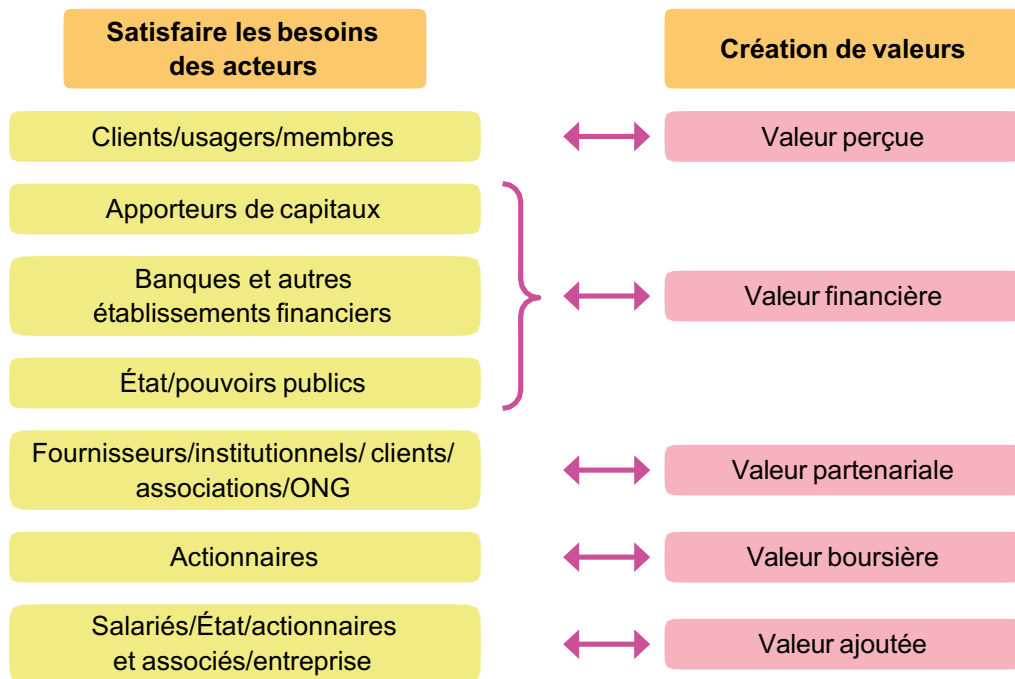 Satisfaire les besoins
des acteurs
Création de valeurs
Clients/usagers/membres
Valeur perçue
Apporteurs de capitaux
Banques et autres
établissements financiers
Valeur financière
État/pouvoirs publics
Fournisseurs/institutionnels/ clients/
associations/ONG
Valeur partenariale
Actionnaires
Valeur boursière
Salariés/État/actionnaires
et associés/entreprise
Valeur ajoutée